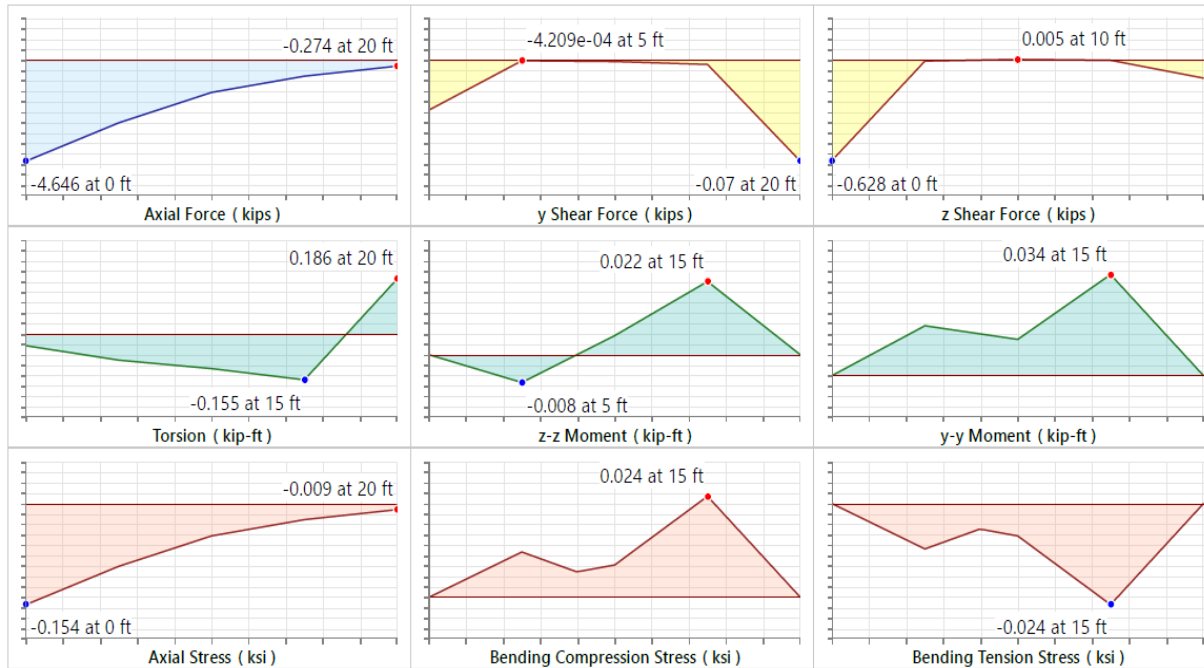 -0.274 at 20 ft
-4.646 at 0 ft
Axial Force ( kips )
-4.209e-04 at 5 ft
-0.07 at 20 ft
y Shear Force ( kips )
0.005 at 10 ft
-0.628 at 0 ft
z Shear Force ( kips )
0.186 at 20 ft
-0.155 at 15 ft
Torsion ( kip-ft )
0.022 at 15 ft
-0.008 at 5 ft
z-z Moment ( kip-ft )
0.034 at 15 ft
y-y Moment ( kip-ft )
-0.009 at 20 ft
-0.154 at 0 ft
Axial Stress ( ksi )
0.024 at 15 ft
Bending Compression Stress ( ksi )
-0.024 at 15 ft
Bending Tension Stress ( ksi )